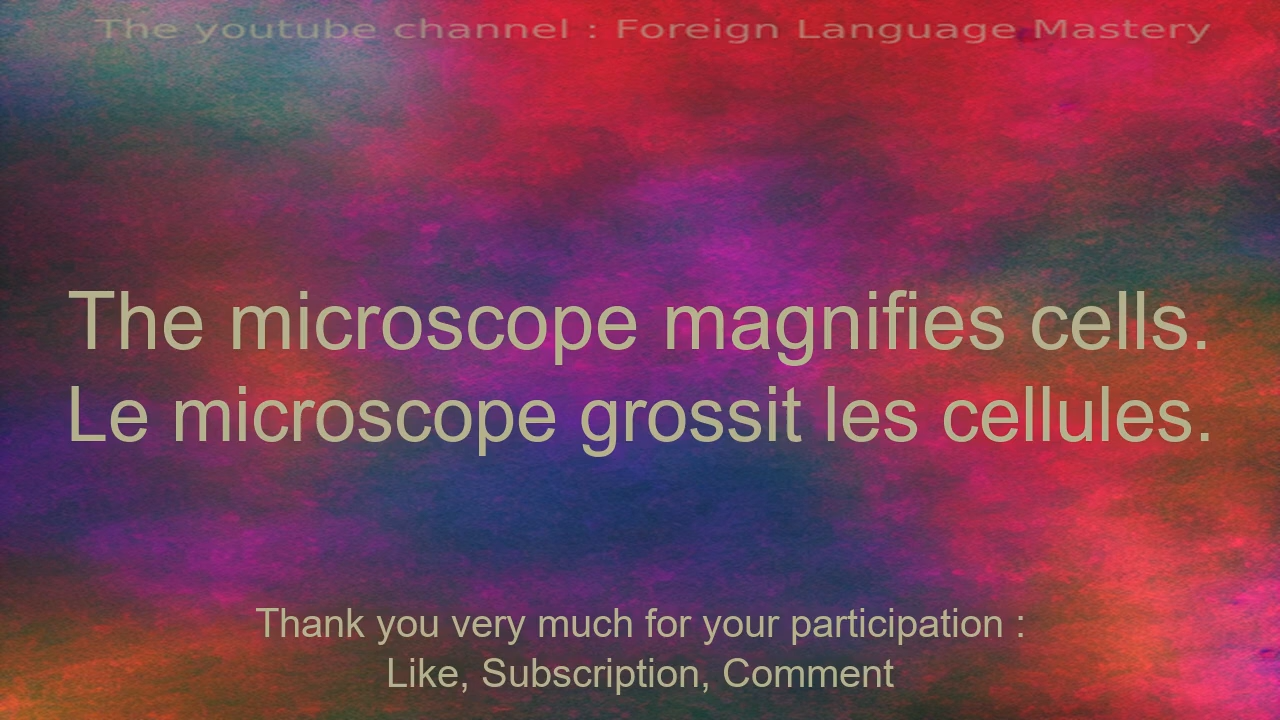 The youtube channel : Foreign Language Mastery
The microscope magnifies cells.
Le microscope grossit les cellules.
Thank you very much for your participation :
Like, Subscription, Comment